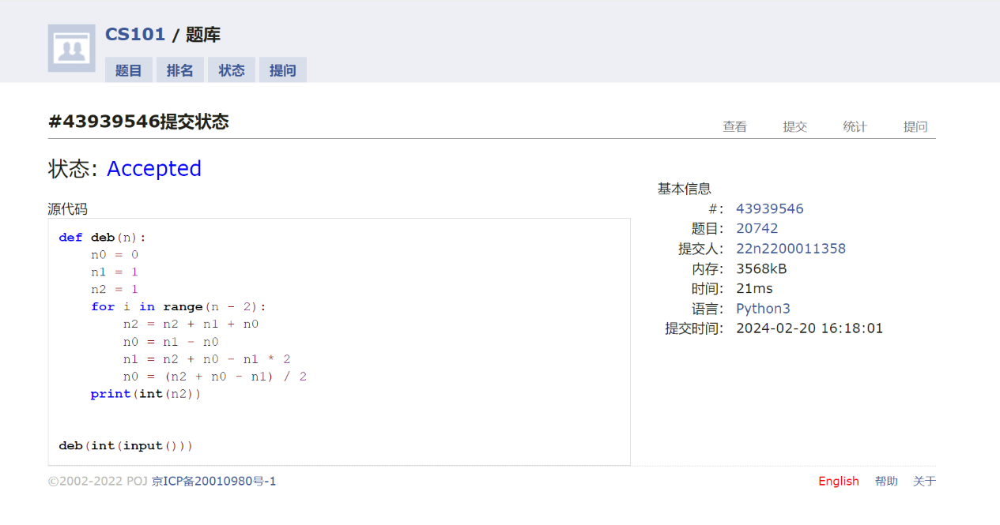 CS101 / 题库
题目 排名 状态 提问
#43939546提交状态
查看 提交 统计 提问
状态: Accepted
源代码
def deb(n):
    n0 = 0
    n1 = 1
    n2 = 1
    for i in range(n - 2):
        n2 = n2 + n1 + n0
        n0 = n1 - n0
        n1 = n2 + n0 - n1 * 2
        n0 = (n2 + n0 - n1) / 2
    print(int(n2))
deb(int(input()))
基本信息
#: 43939546
题目: 20742
提交人: 22n2200011358
内存: 3568kB
时间: 21ms
语言: Python3
提交时间: 2024-02-20 16:18:01
©2002-2022 POJ 京ICP备20010980号-1
English 帮助 关于